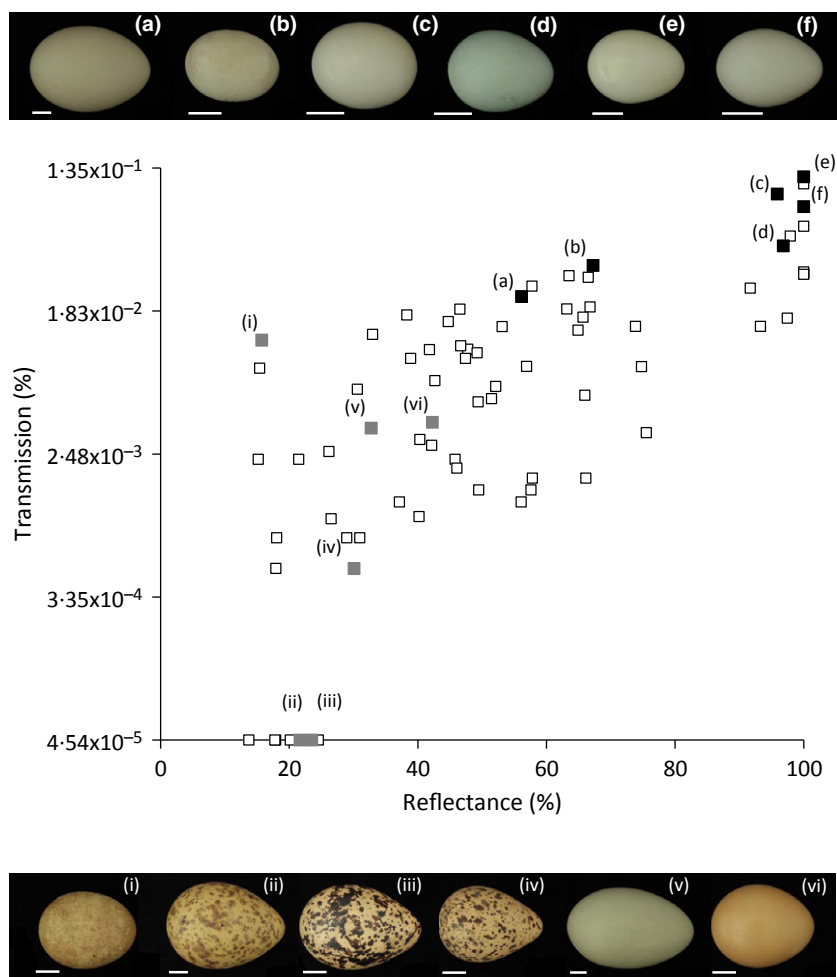 (a) (b) (c) (d) (e) (f)
1·35x10⁻¹
(e)
(c)
(f)
(d)
(b)
(a)
1·83x10⁻²
(i)
(v) (vi)
2·48x10⁻³
(iv)
3·35x10⁻⁴
(ii) (iii)
4·54x10⁻⁵
Transmission (%)
0 20 40 60 80 100
Reflectance (%)
(i) (ii) (iii) (iv) (v) (vi)